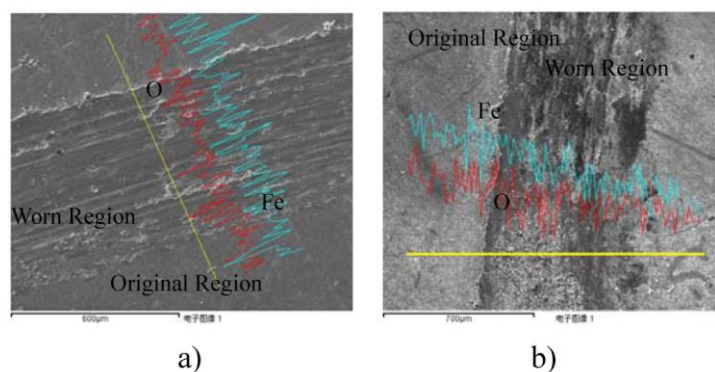 O
Fe
Worn Region
Original Region
600μm
电子图像 1
a)
Original Region
Worn Region
Fe
O
700μm
电子图像 1
b)